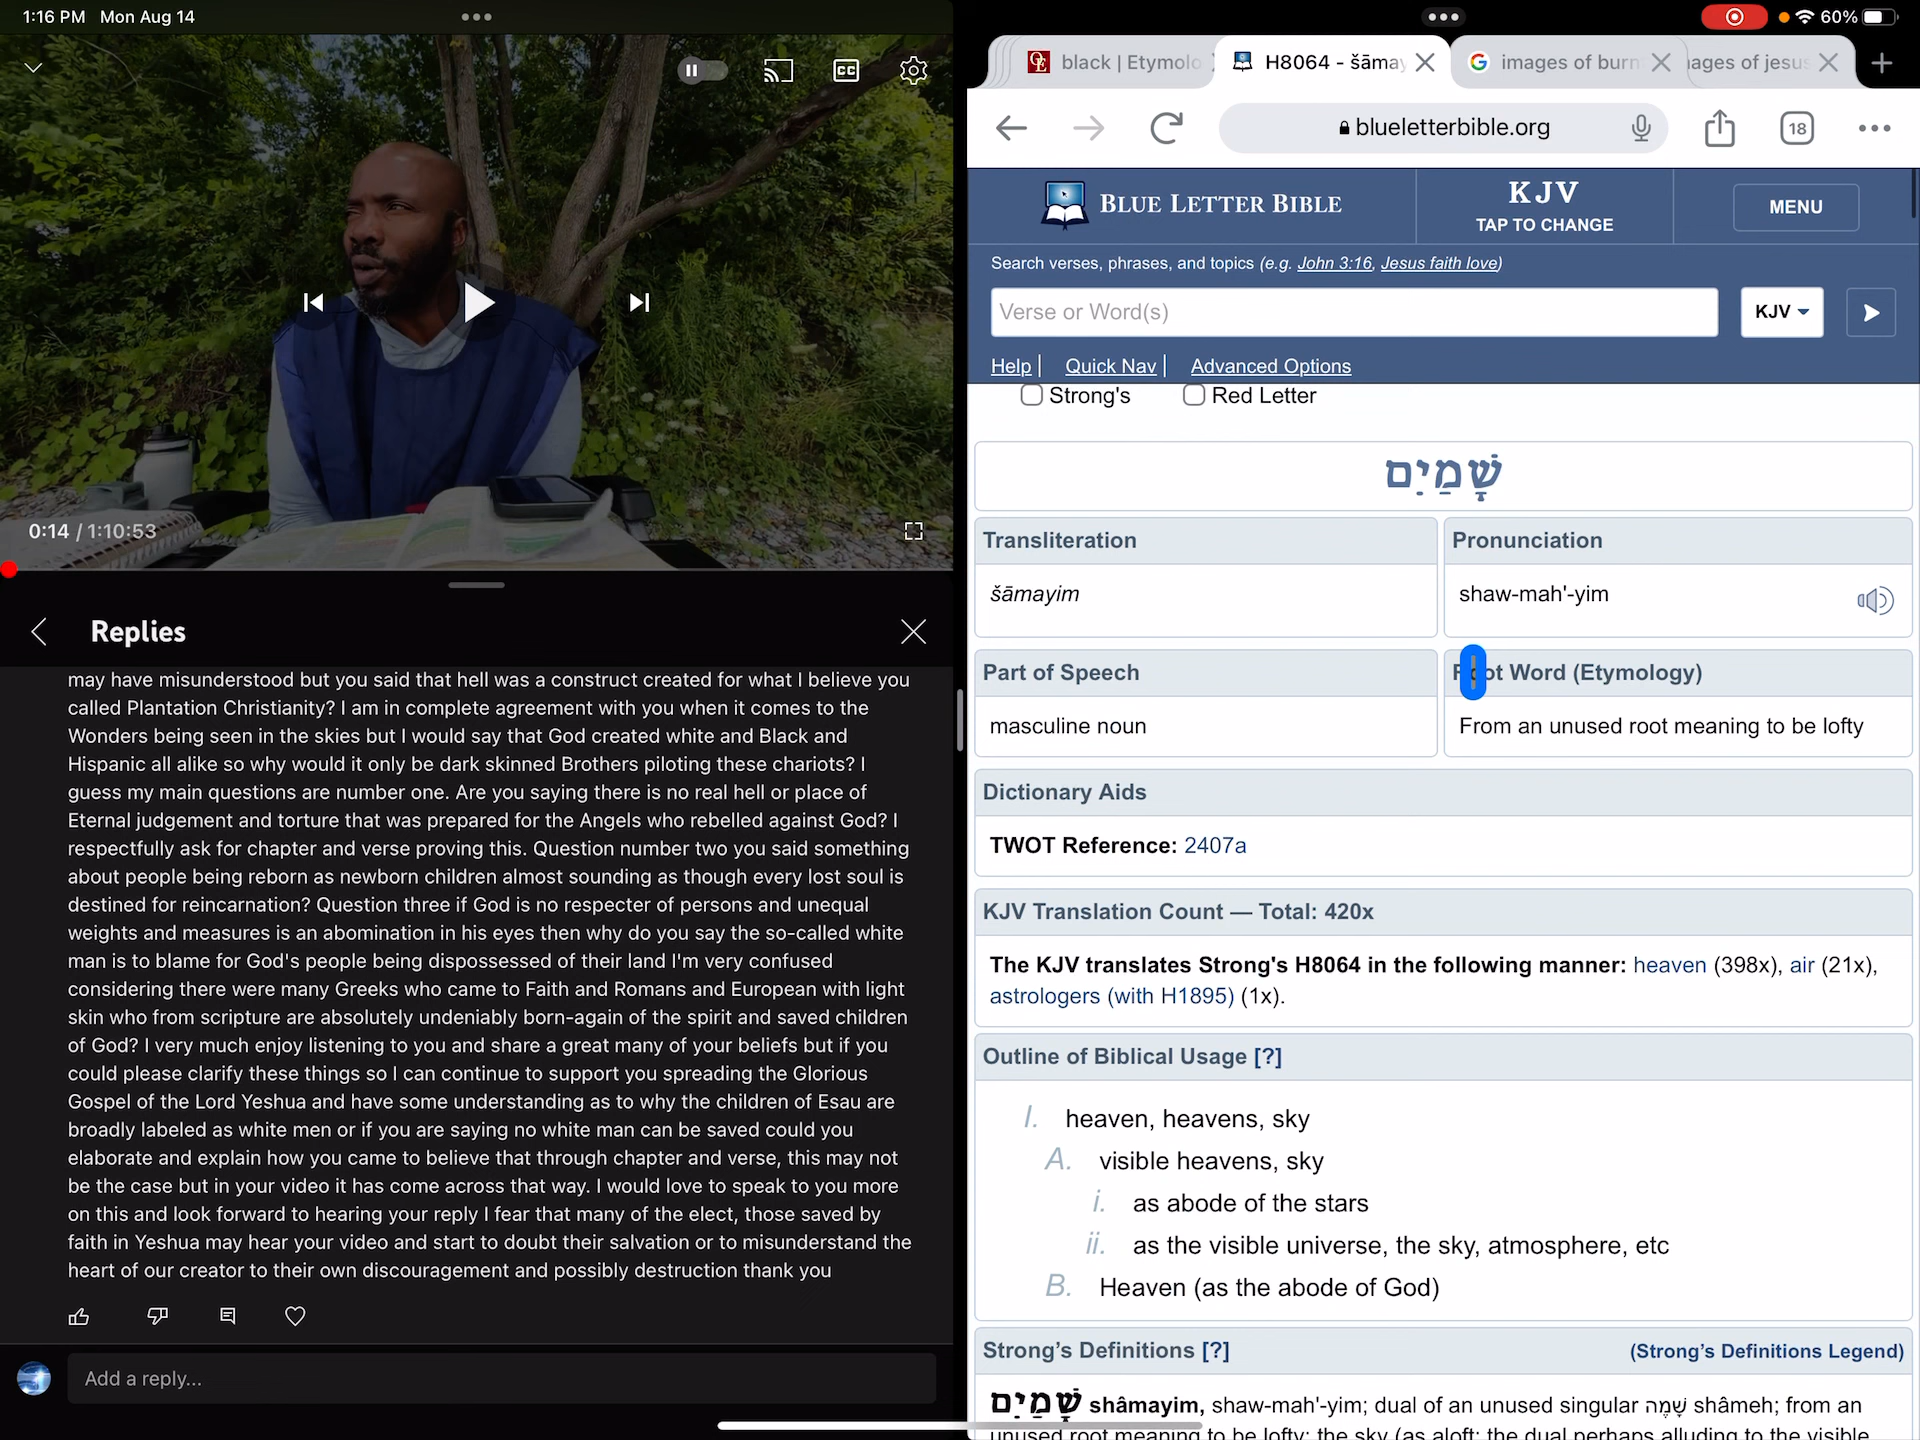 1:16 PM Mon Aug 14
CC
0:14 / 1:10:53
Replies
may have misunderstood but you said that hell was a construct created for what I believe you
called Plantation Christianity? I am in complete agreement with you when it comes to the
Wonders being seen in the skies but I would say that God created white and Black and
Hispanic all alike so why would it only be dark skinned Brothers piloting these chariots? I
guess my main questions are number one. Are you saying there is no real hell or place of
Eternal judgement and torture that was prepared for the Angels who rebelled against God? I
respectfully ask for chapter and verse proving this. Question number two you said something
about people being reborn as newborn children almost sounding as though every lost soul is
destined for reincarnation? Question three if God is no respecter of persons and unequal
weights and measures is an abomination in his eyes then why do you say the so-called white
man is to blame for God's people being dispossessed of their land I'm very confused
considering there were many Greeks who came to Faith and Romans and European with light
skin who from scripture are absolutely undeniably born-again of the spirit and saved children
of God? I very much enjoy listening to you and share a great many of your beliefs but if you
could please clarify these things so I can continue to support you spreading the Glorious
Gospel of the Lord Yeshua and have some understanding as to why the children of Esau are
broadly labeled as white men or if you are saying no white man can be saved could you
elaborate and explain how you came to believe that through chapter and verse, this may not
be the case but in your video it has come across that way. I would love to speak to you more
on this and look forward to hearing your reply I fear that many of the elect, those saved by
faith in Yeshua may hear your video and start to doubt their salvation or to misunderstand the
heart of our creator to their own discouragement and possibly destruction thank you
Add a reply...
60%
OE black | Etymolo
H8064 - šāmay
images of burn
ages of jesus
blueletterbible.org
18
BLUE LETTER BIBLE
KJV
TAP TO CHANGE
MENU
Search verses, phrases, and topics (e.g. John 3:16, Jesus faith love)
Verse or Word(s)
KJV
Help | Quick Nav | Advanced Options
Strong's Red Letter
שָׁמַיִם
Transliteration
šāmayim
Pronunciation
shaw-mah'-yim
Part of Speech
masculine noun
Root Word (Etymology)
From an unused root meaning to be lofty
Dictionary Aids
TWOT Reference: 2407a
KJV Translation Count — Total: 420x
The KJV translates Strong's H8064 in the following manner: heaven (398x), air (21x),
astrologers (with H1895) (1x).
Outline of Biblical Usage [?]
I. heaven, heavens, sky
A. visible heavens, sky
i. as abode of the stars
ii. as the visible universe, the sky, atmosphere, etc
B. Heaven (as the abode of God)
Strong's Definitions [?] (Strong's Definitions Legend)
שָׁמַיִם shâmayim, shaw-mah'-yim; dual of an unused singular שָׁמֶה shâmeh; from an
unused root meaning to be lofty; the sky (as aloft; the dual perhaps alluding to the visible